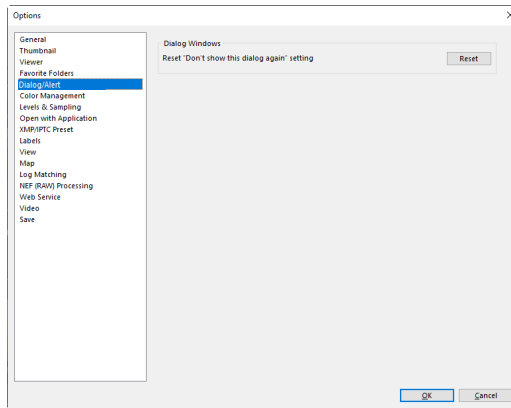 Options
General
Thumbnail
Viewer
Favorite Folders
Dialog/Alert
Color Management
Levels & Sampling
Open with Application
XMP/IPTC Preset
Labels
View
Map
Log Matching
NEF (RAW) Processing
Web Service
Video
Save
Dialog Windows
Reset "Don't show this dialog again" setting
Reset
OK
Cancel